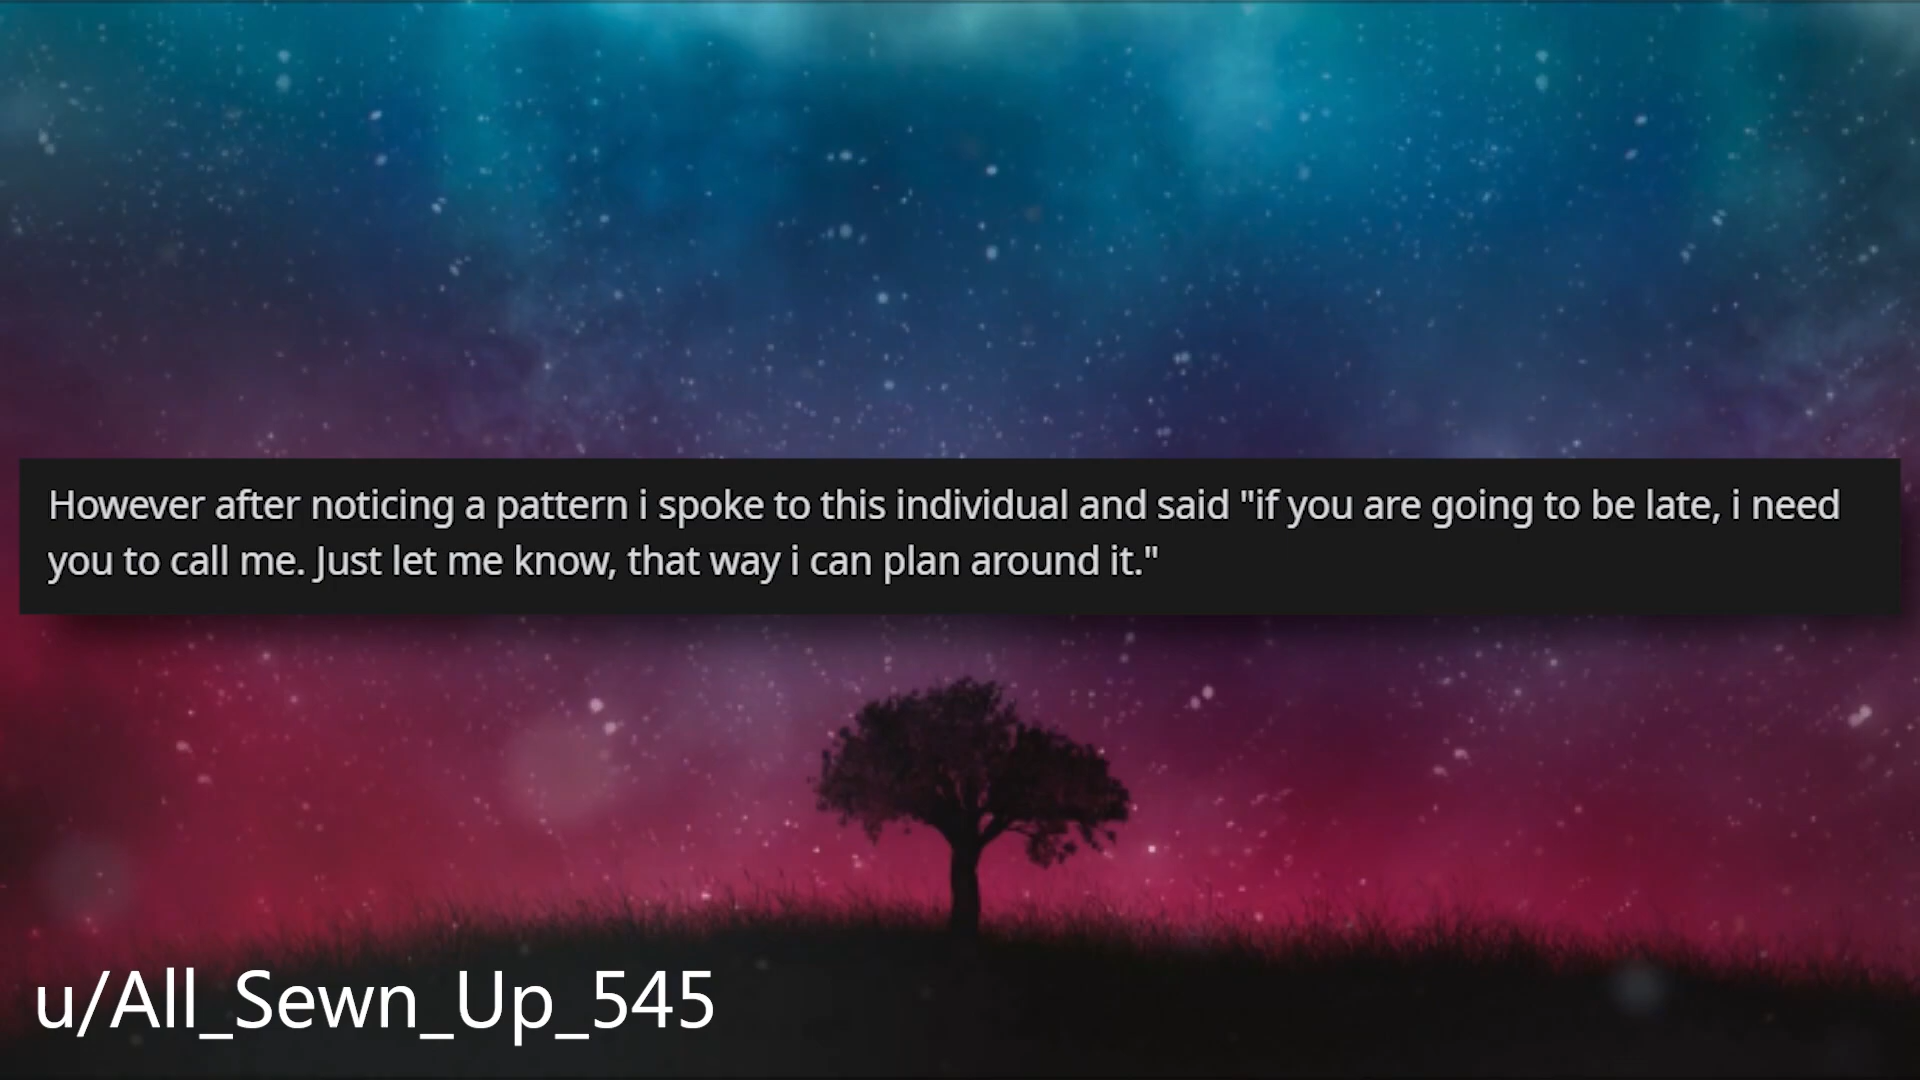 However after noticing a pattern i spoke to this individual and said "if you are going to be late, i need
you to call me. Just let me know, that way i can plan around it."
u/All_Sewn_Up_545